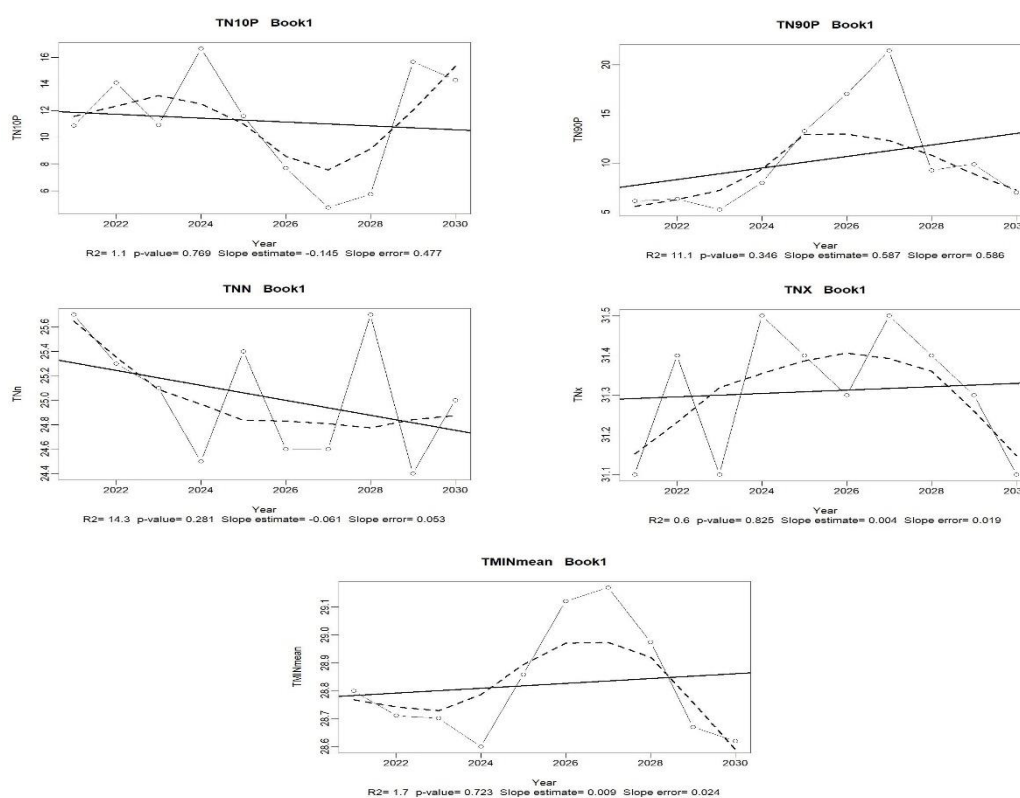 TN10P Book1
TN10P
16
14
12
10
8
6
2022 2024 2026 2028 2030
Year
R2= 1.1 p-value= 0.769 Slope estimate= -0.145 Slope error= 0.477
TN90P Book1
TN90P
20
15
10
5
2022 2024 2026 2028 2030
Year
R2= 11.1 p-value= 0.346 Slope estimate= 0.587 Slope error= 0.586
TNN Book1
TNn
25.6
25.4
25.2
25.0
24.8
24.6
24.4
2022 2024 2026 2028 2030
Year
R2= 14.3 p-value= 0.281 Slope estimate= -0.061 Slope error= 0.053
TNX Book1
TNx
31.5
31.4
31.3
31.2
31.1
2022 2024 2026 2028 2030
Year
R2= 0.6 p-value= 0.825 Slope estimate= 0.004 Slope error= 0.019
TMINmean Book1
TMINmean
29.1
29.0
28.9
28.8
28.7
28.6
2022 2024 2026 2028 2030
Year
R2= 1.7 p-value= 0.723 Slope estimate= 0.009 Slope error= 0.024